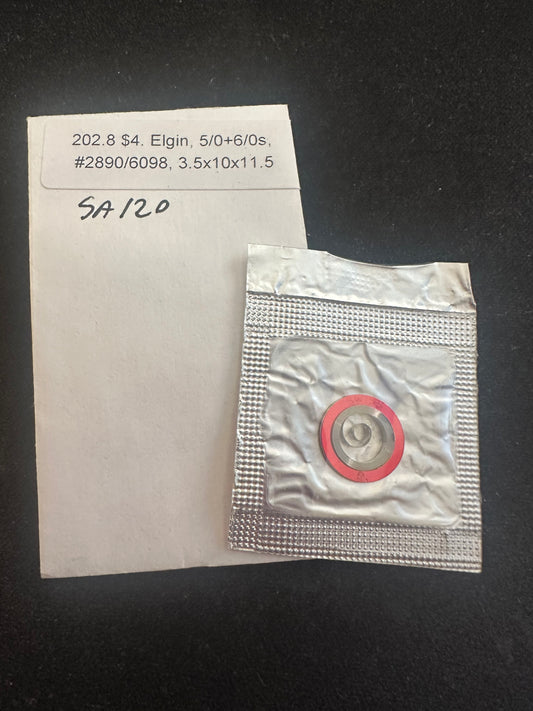 202.8 $4. Elgin, 5/0+6/0s,
#2890/6098, 3.5x10x11.5
SA120